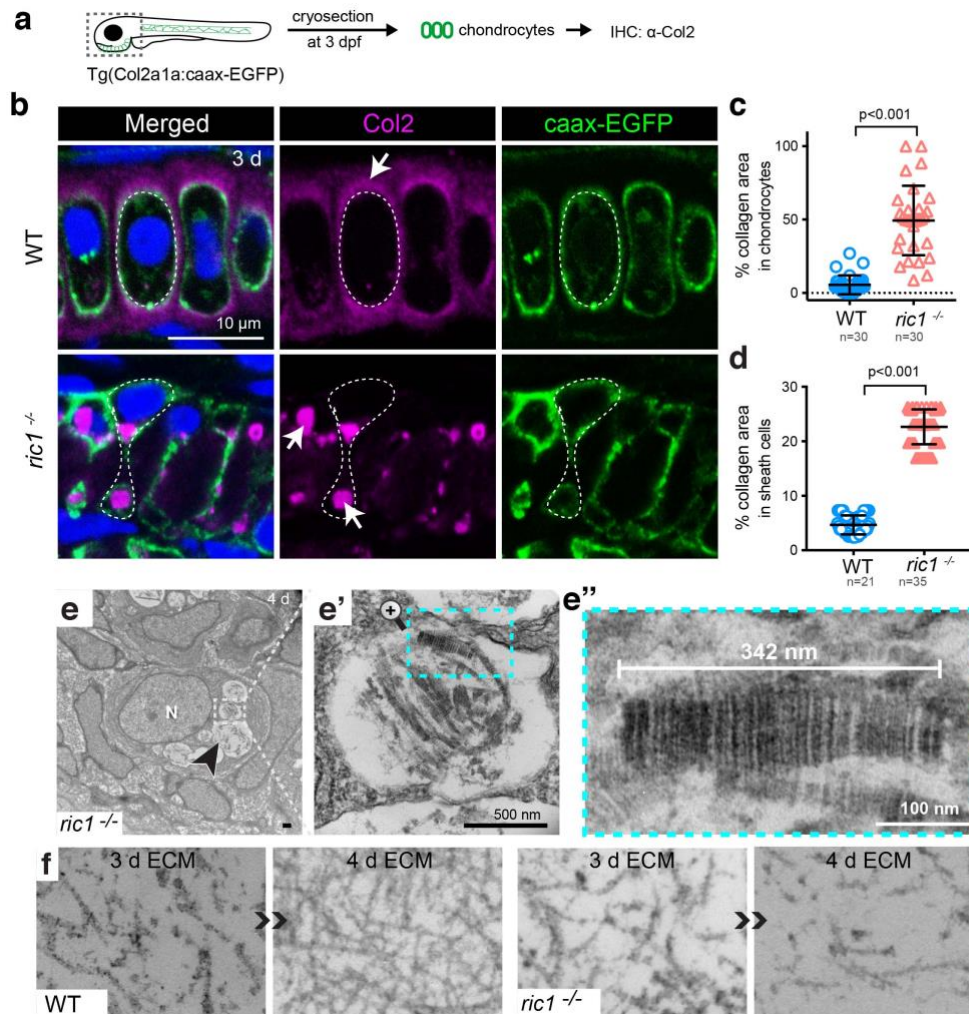 a
cryosection
at 3 dpf
chondrocytes
IHC: α-Col2
Tg(Col2a1a:caax-EGFP)
b
Merged
Col2
caax-EGFP
3 d
WT
10 µm
ric1 -/-
c
p<0.001
% collagen area
in chondrocytes
100
50
0
WT
ric1 -/-
n=30
n=30
d
p<0.001
% collagen area
in sheath cells
30
20
10
0
WT
ric1 -/-
n=21
n=35
e
4 d
N
ric1 -/-
e'
500 nm
e''
342 nm
100 nm
f
3 d ECM
4 d ECM
3 d ECM
4 d ECM
WT
ric1 -/-